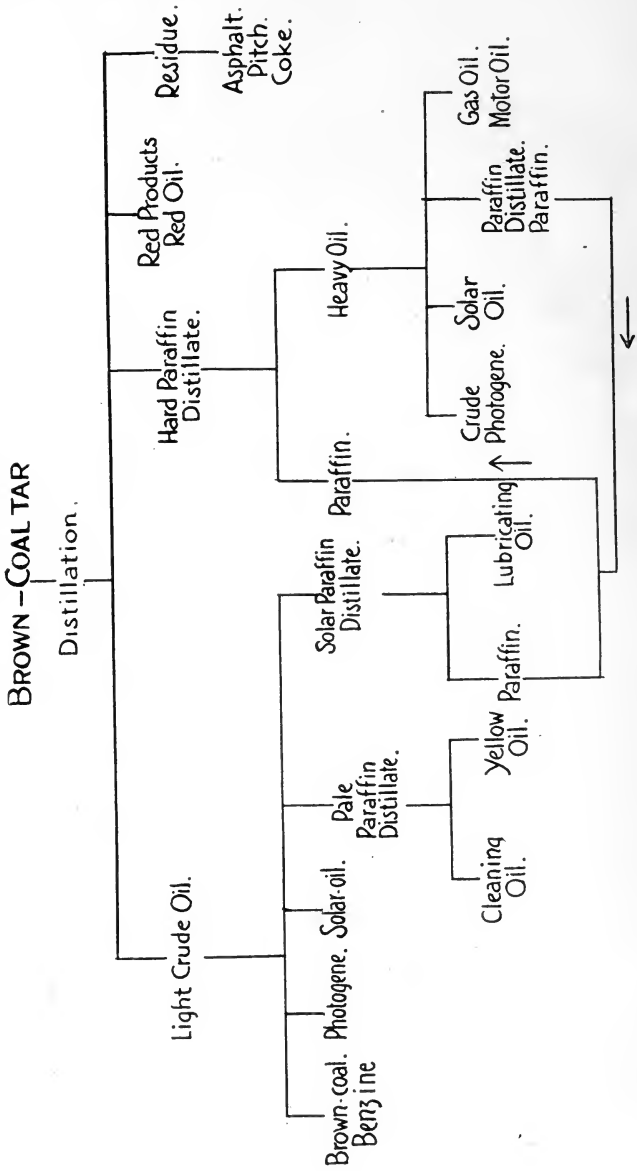 BROWN-COAL TAR
Distillation.
Light Crude Oil.
Hard Paraffin
Distillate.
Red Products
Red Oil.
Residue.
Asphalt.
Pitch.
Coke.
Brown-coal.
Benzine
Photogene.
Solar-oil.
Pale
Paraffin
Distillate.
Solar Paraffin
Distillate.
Paraffin.
Heavy Oil.
Cleaning
Oil.
Yellow
Oil.
Paraffin.
Lubricating
Oil.
Crude
Photogene.
Solar
Oil.
Paraffin
Distillate.
Paraffin
Gas Oil.
Motor Oil.